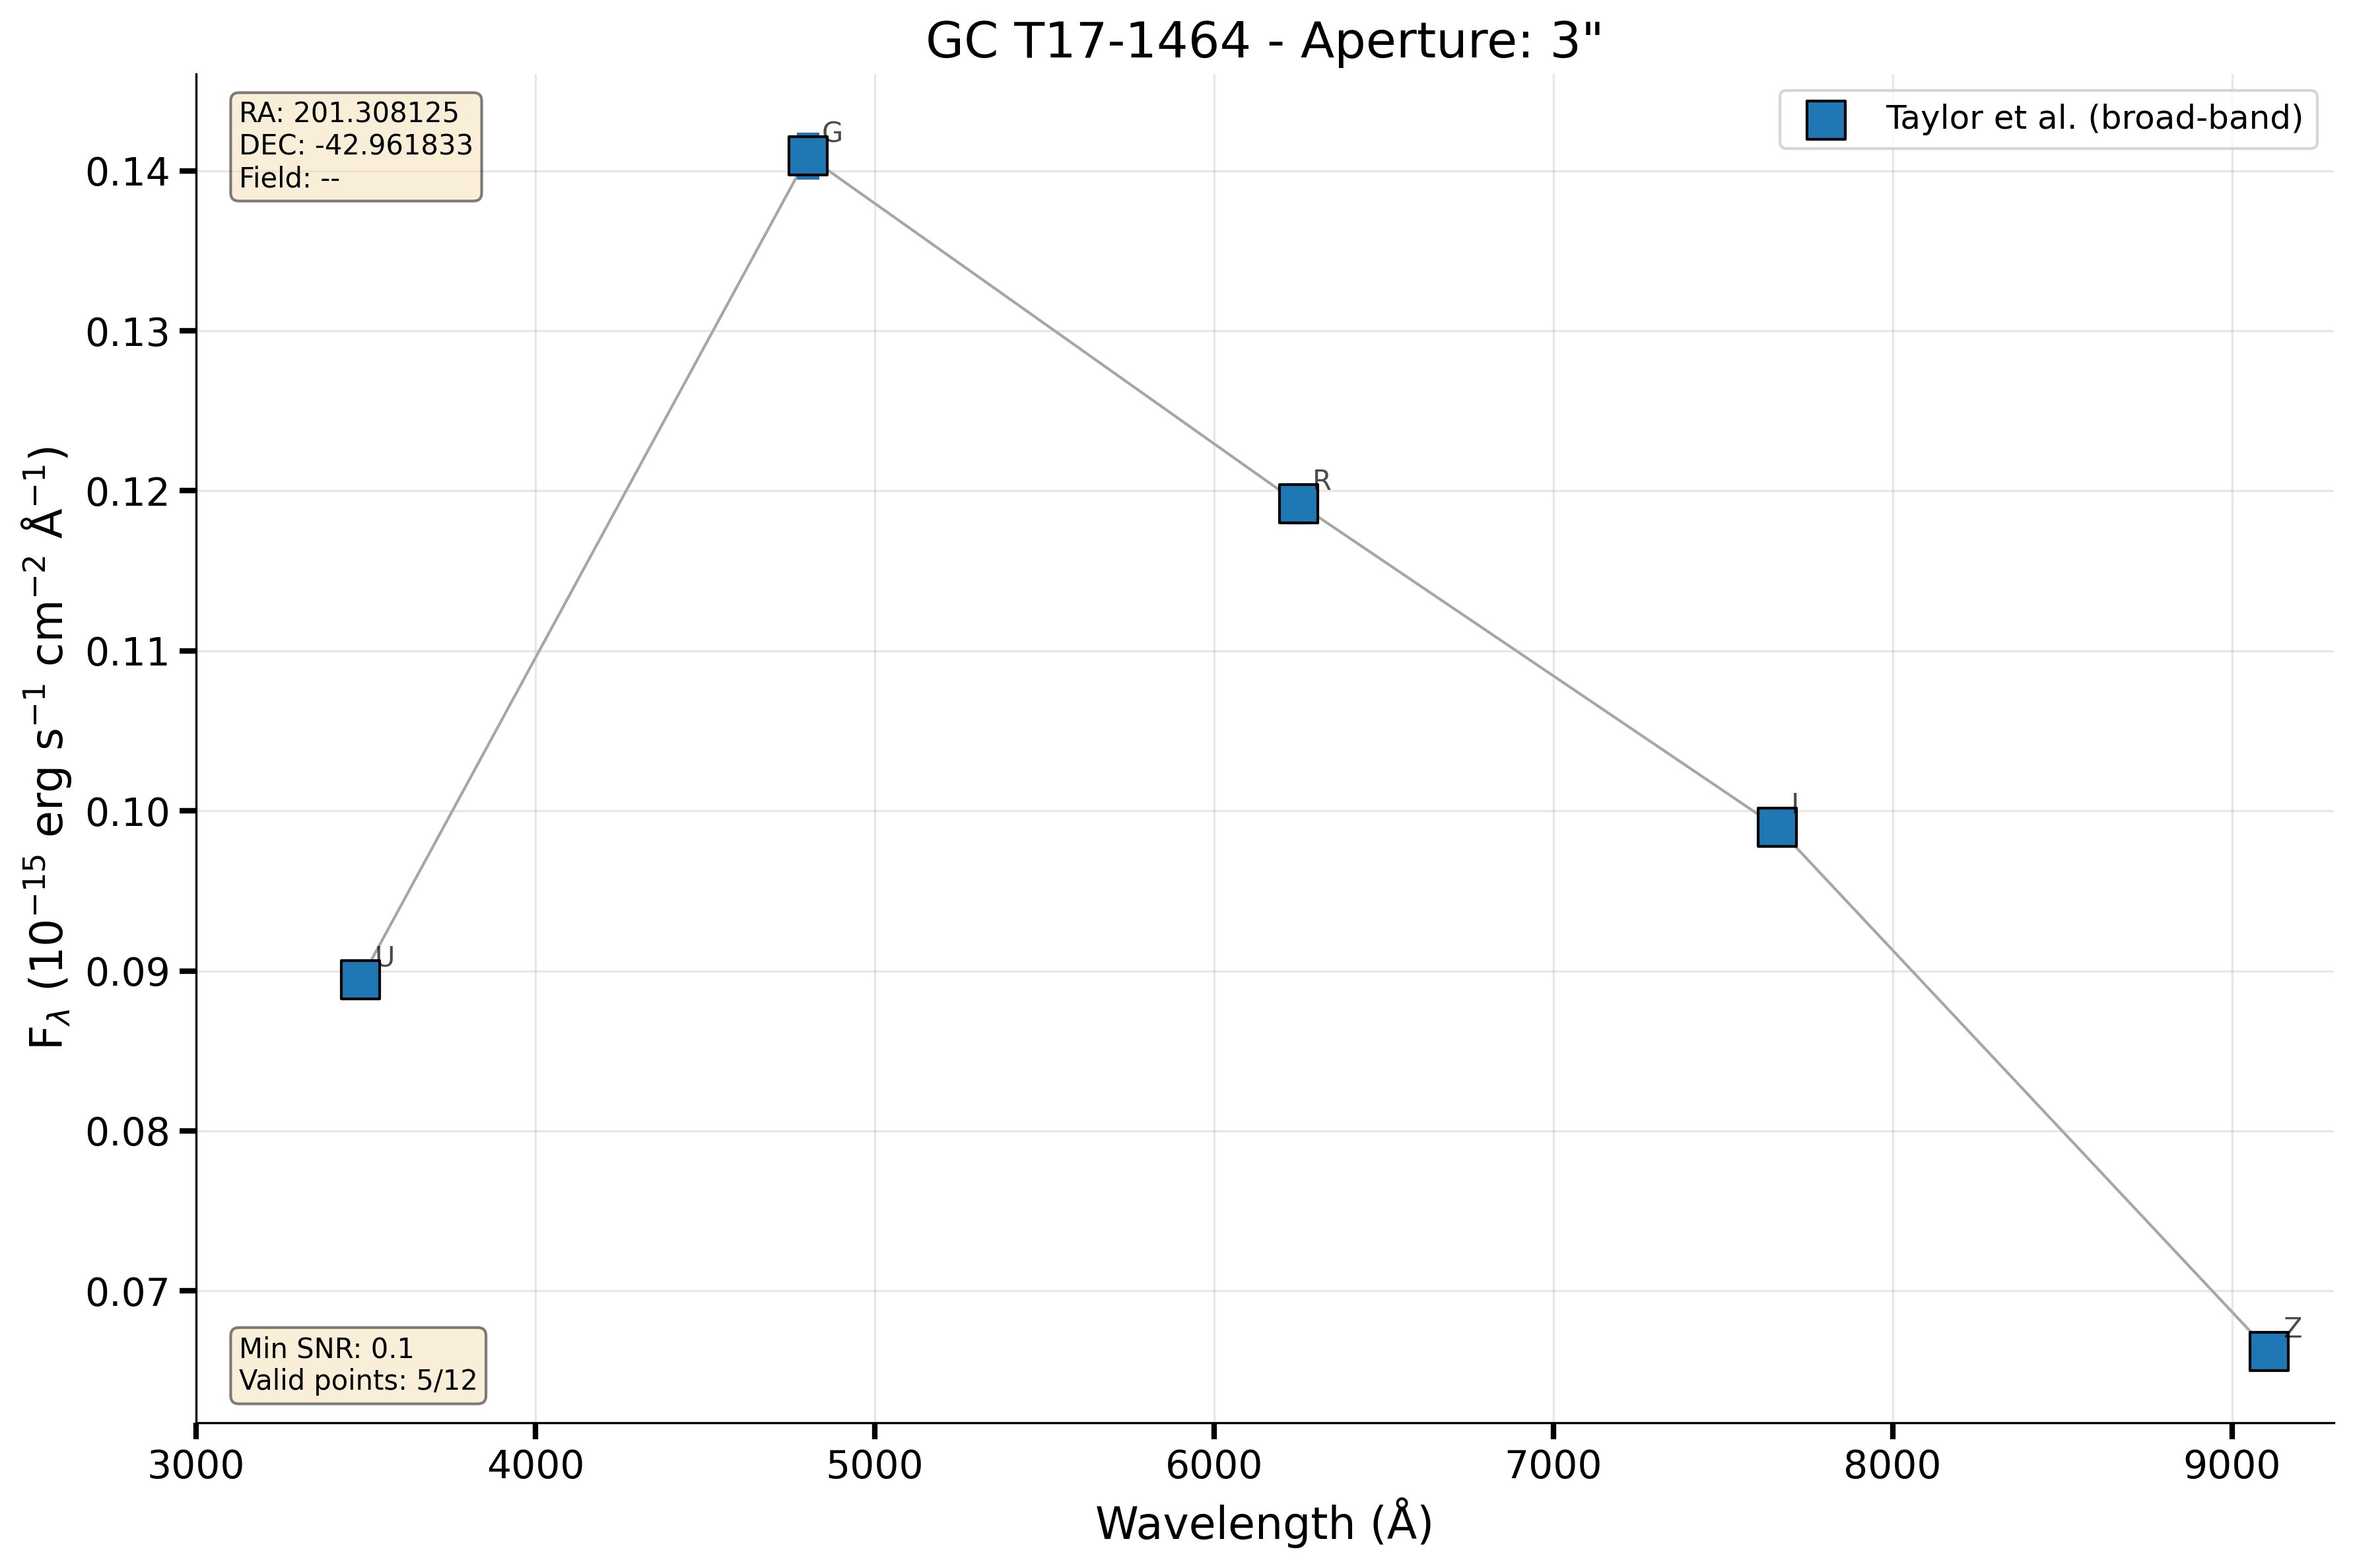 GC T17-1464 - Aperture: 3"
RA: 201.308125
DEC: -42.961833
Field: --
Taylor et al. (broad-band)
G
R
I
U
Z
0.14
0.13
0.12
0.11
0.10
0.09
0.08
0.07
F_λ (10⁻¹⁵ erg s⁻¹ cm⁻² Å⁻¹)
Min SNR: 0.1
Valid points: 5/12
3000
4000
5000
6000
7000
8000
9000
Wavelength (Å)